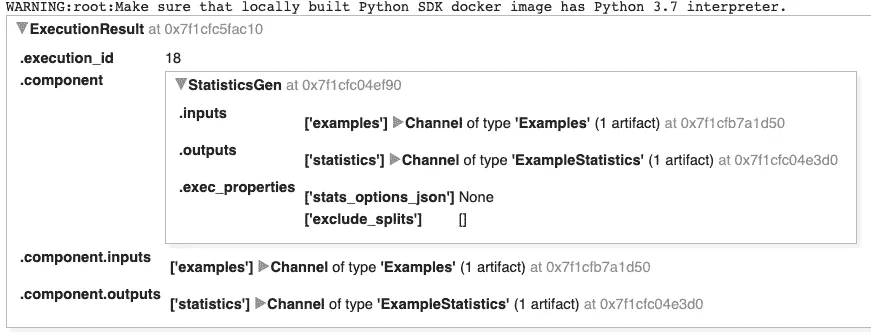 WARNING:root:Make sure that locally built Python SDK docker image has Python 3.7 interpreter.
▼ExecutionResult at 0x7f1cfc5fac10
.execution_id 18
.component ▼StatisticsGen at 0x7f1cfc04ef90
.inputs ['examples'] ▶Channel of type 'Examples' (1 artifact) at 0x7f1cfb7a1d50
.outputs ['statistics'] ▶Channel of type 'ExampleStatistics' (1 artifact) at 0x7f1cfc04e3d0
.exec_properties ['stats_options_json'] None
['exclude_splits'] []
.component.inputs ['examples'] ▶Channel of type 'Examples' (1 artifact) at 0x7f1cfb7a1d50
.component.outputs ['statistics'] ▶Channel of type 'ExampleStatistics' (1 artifact) at 0x7f1cfc04e3d0